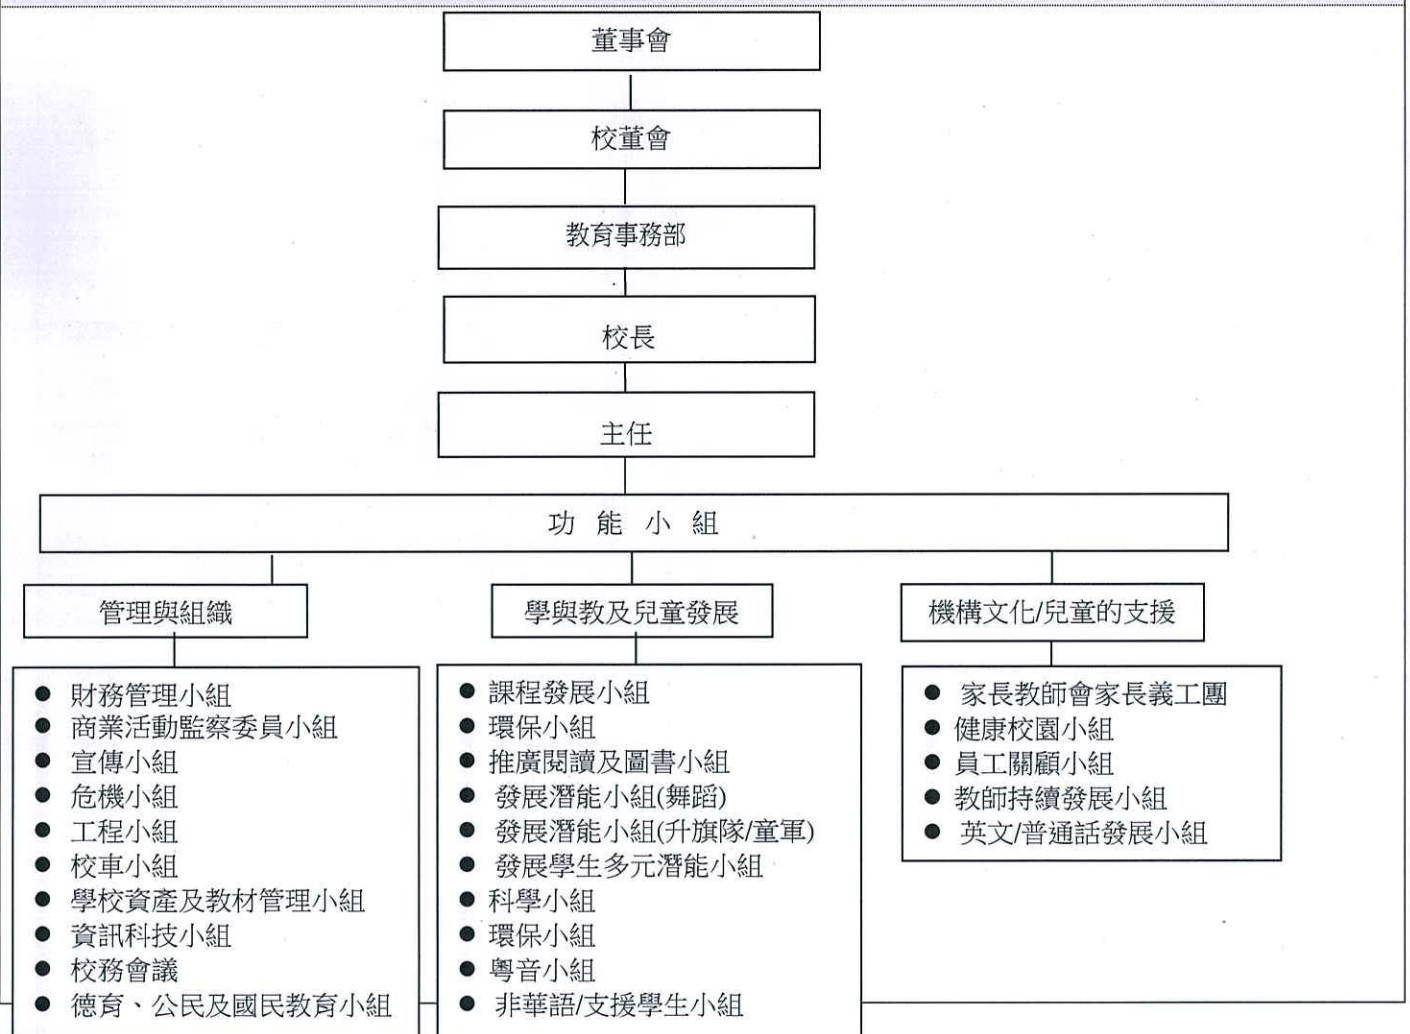 董事會
校董會
教育事務部
校長
主任
功 能 小 組
管理與組織
財務管理小組
商業活動監察委員小組
宣傳小組
危機小組
工程小組
校車小組
學校資產及教材管理小組
資訊科技小組
校務會議
德育、公民及國民教育小組
學與教及兒童發展
課程發展小組
環保小組
推廣閱讀及圖書小組
發展潛能小組(舞蹈)
發展潛能小組(升旗隊/童軍)
發展學生多元潛能小組
科學小組
環保小組
粵音小組
非華語/支援學生小組
機構文化/兒童的支援
家長教師會家長義工團
健康校園小組
員工關顧小組
教師持續發展小組
英文/普通話發展小組